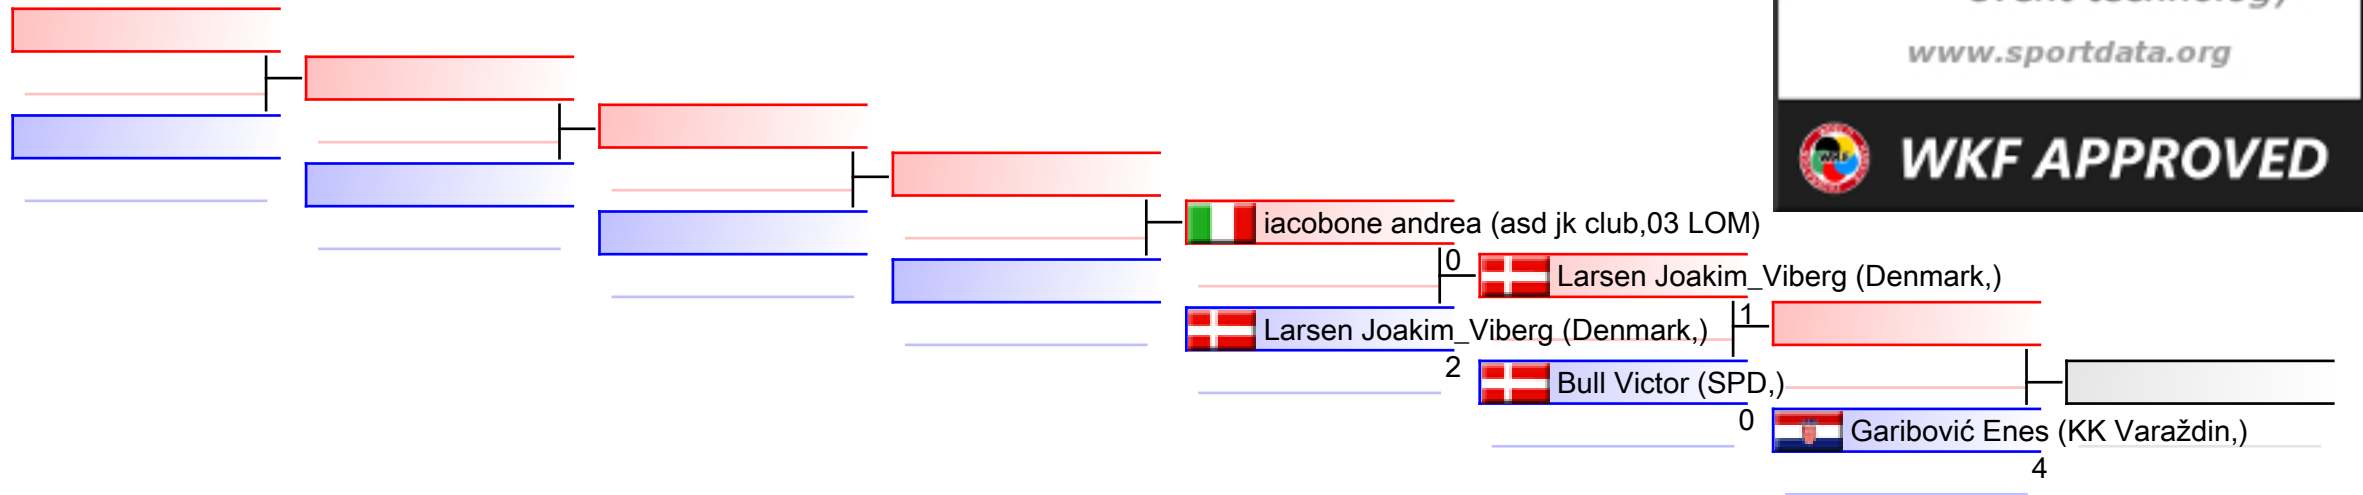 www.sportdata.org
WKF APPROVED
iacobone andrea (asd jk club,03 LOM)
0
Larsen Joakim_Viberg (Denmark,)
1
Larsen Joakim_Viberg (Denmark,)
2
Bull Victor (SPD,)
0
Garibović Enes (KK Varaždin,)
4